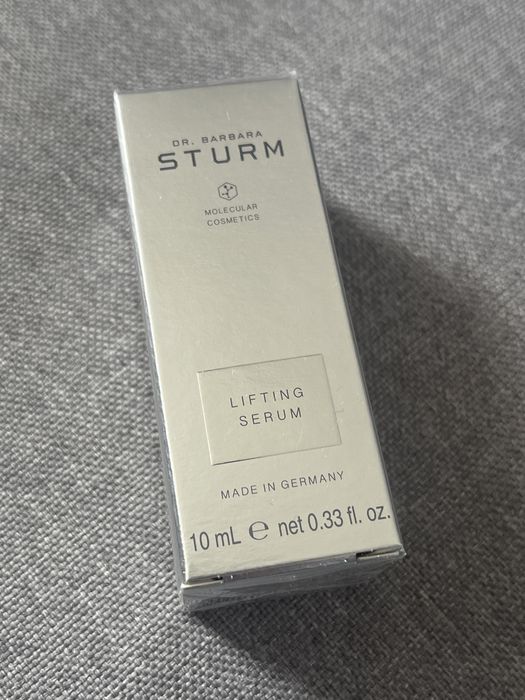 DR. BARBARA
STURM
MOLECULAR
COSMETICS
LIFTING
SERUM
MADE IN GERMANY
10 mL ℮ net 0.33 fl. oz.